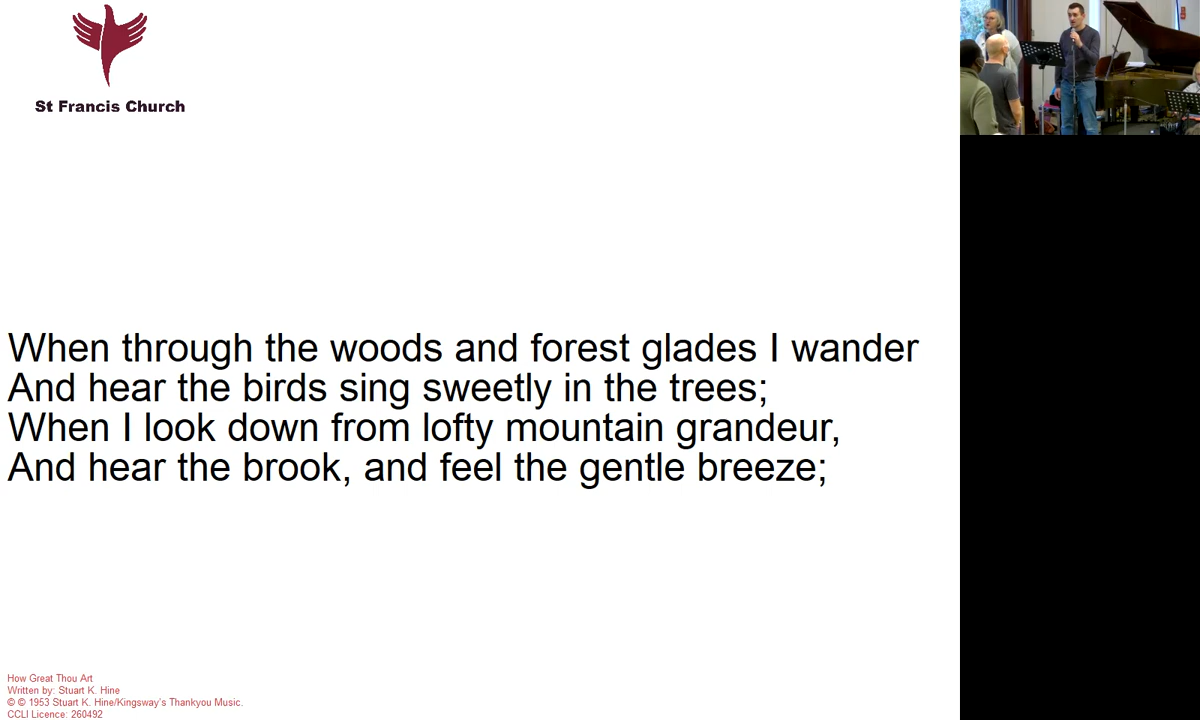 St Francis Church
When through the woods and forest glades I wander
And hear the birds sing sweetly in the trees;
When I look down from lofty mountain grandeur,
And hear the brook, and feel the gentle breeze;
How Great Thou Art
Written by: Stuart K. Hine
© © 1953 Stuart K. Hine/Kingsway's Thankyou Music.
CCLI Licence: 260492